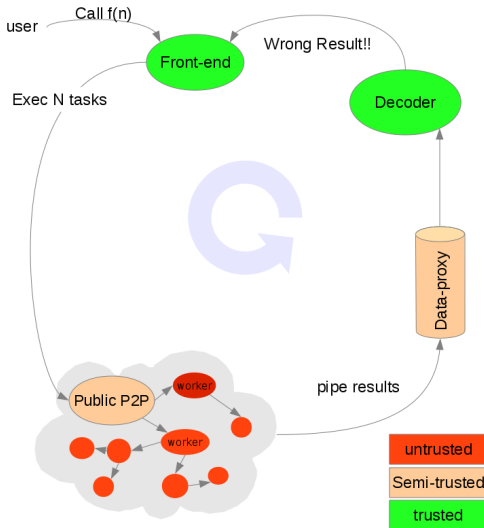 user
Call f(n)
Front-end
Wrong Result!!
Decoder
Exec N tasks
Data-proxy
Public P2P
worker
worker
pipe results
untrusted
Semi-trusted
trusted